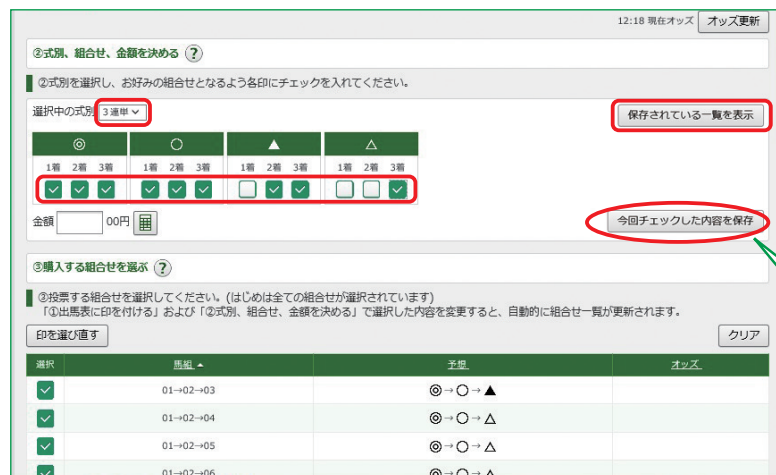 12:18 現在オッズ オッズ更新
②式別、組合せ、金額を決める ?
②式別を選択し、お好みの組合せとなるよう各印にチェックを入れてください。
選択中の式別 3連単 保存されている一覧を表示
◎ ○ ▲ △
1着 2着 3着 1着 2着 3着 1着 2着 3着 1着 2着 3着
金額 00円 今回チェックした内容を保存
③購入する組合せを選ぶ ?
③投票する組合せを選択してください。(はじめは全ての組合せが選択されています)
「①出馬表に印を付ける」および「②式別、組合せ、金額を決める」で選択した内容を変更すると、自動的に組合せ一覧が更新されます。
印を選び直す クリア
選択 馬組▲ 予想 オッズ
01→02→03 ◎→○→▲
01→02→04 ◎→○→△
01→02→05 ◎→○→△
01→02→06 ◎→○→△